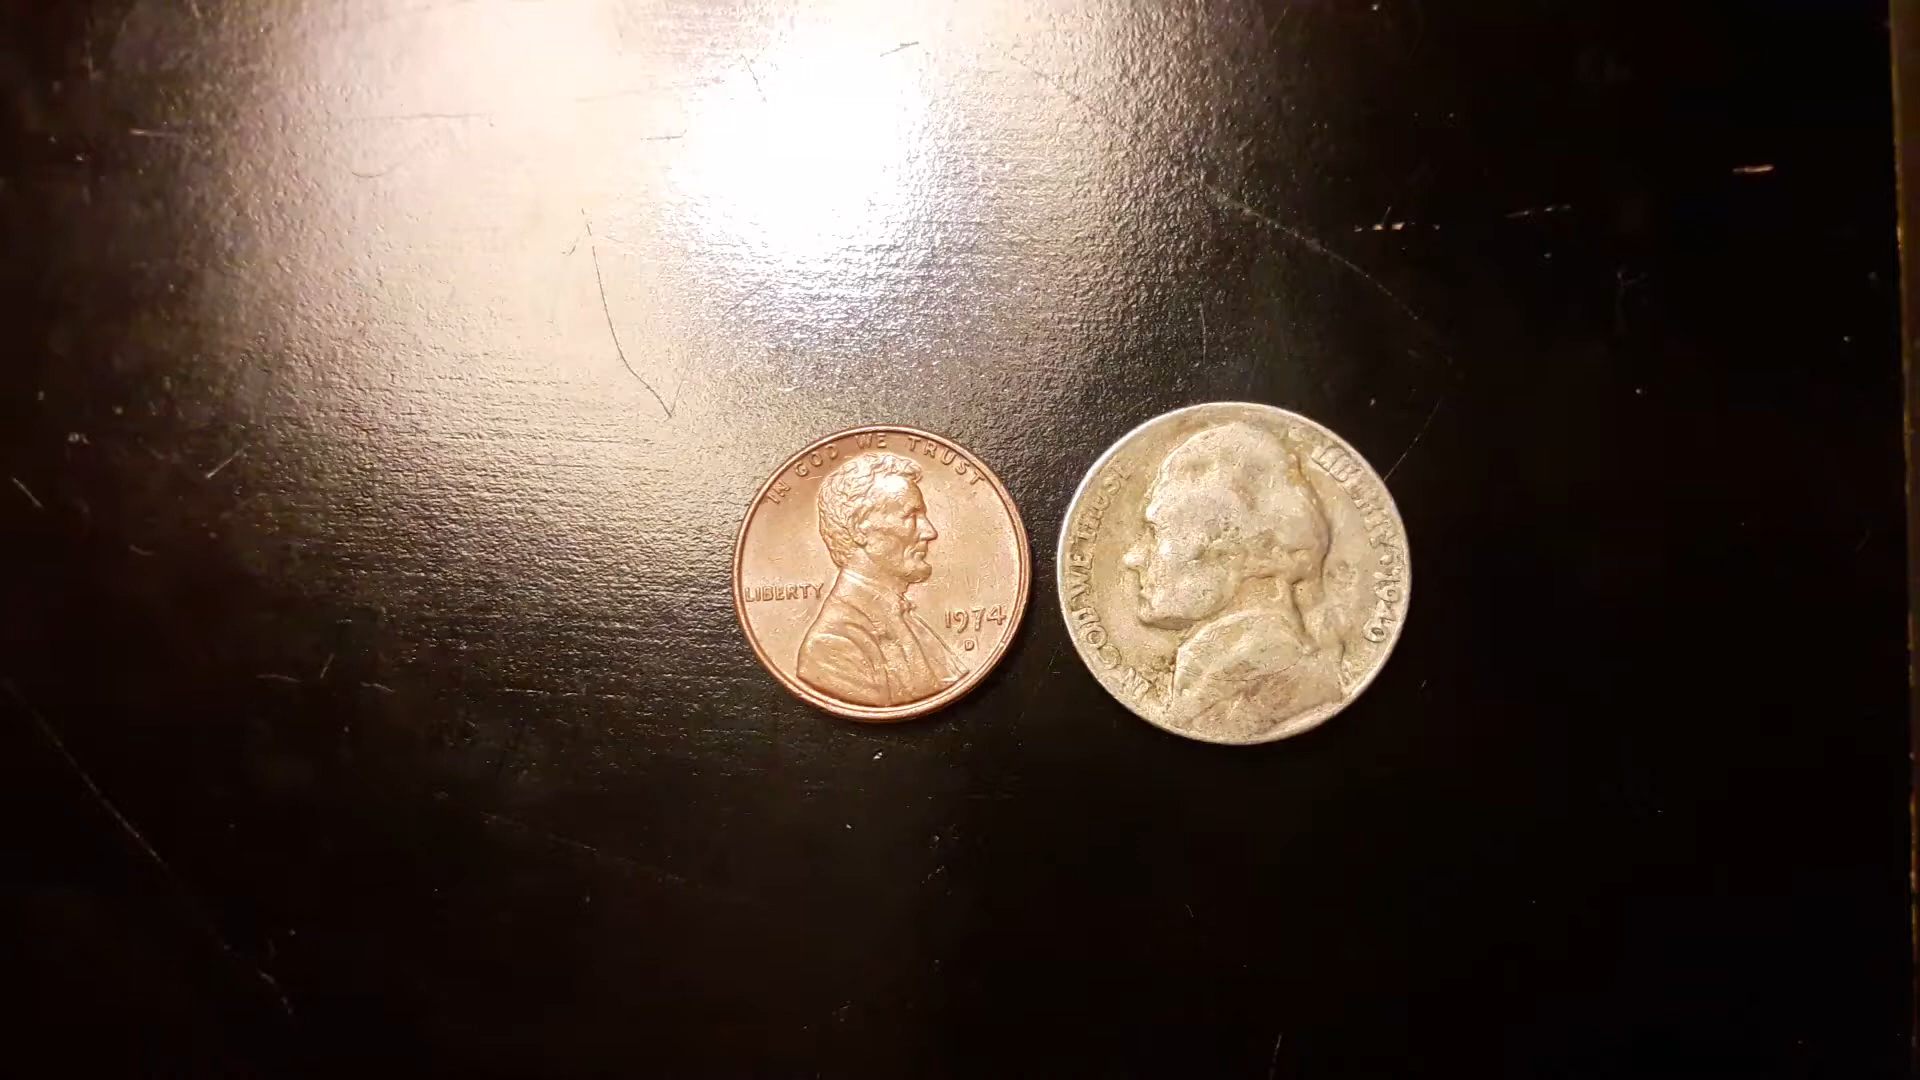 IN GOD WE TRUST
LIBERTY
1974
D
IN GOD WE TRUST
LIBERTY · 1940